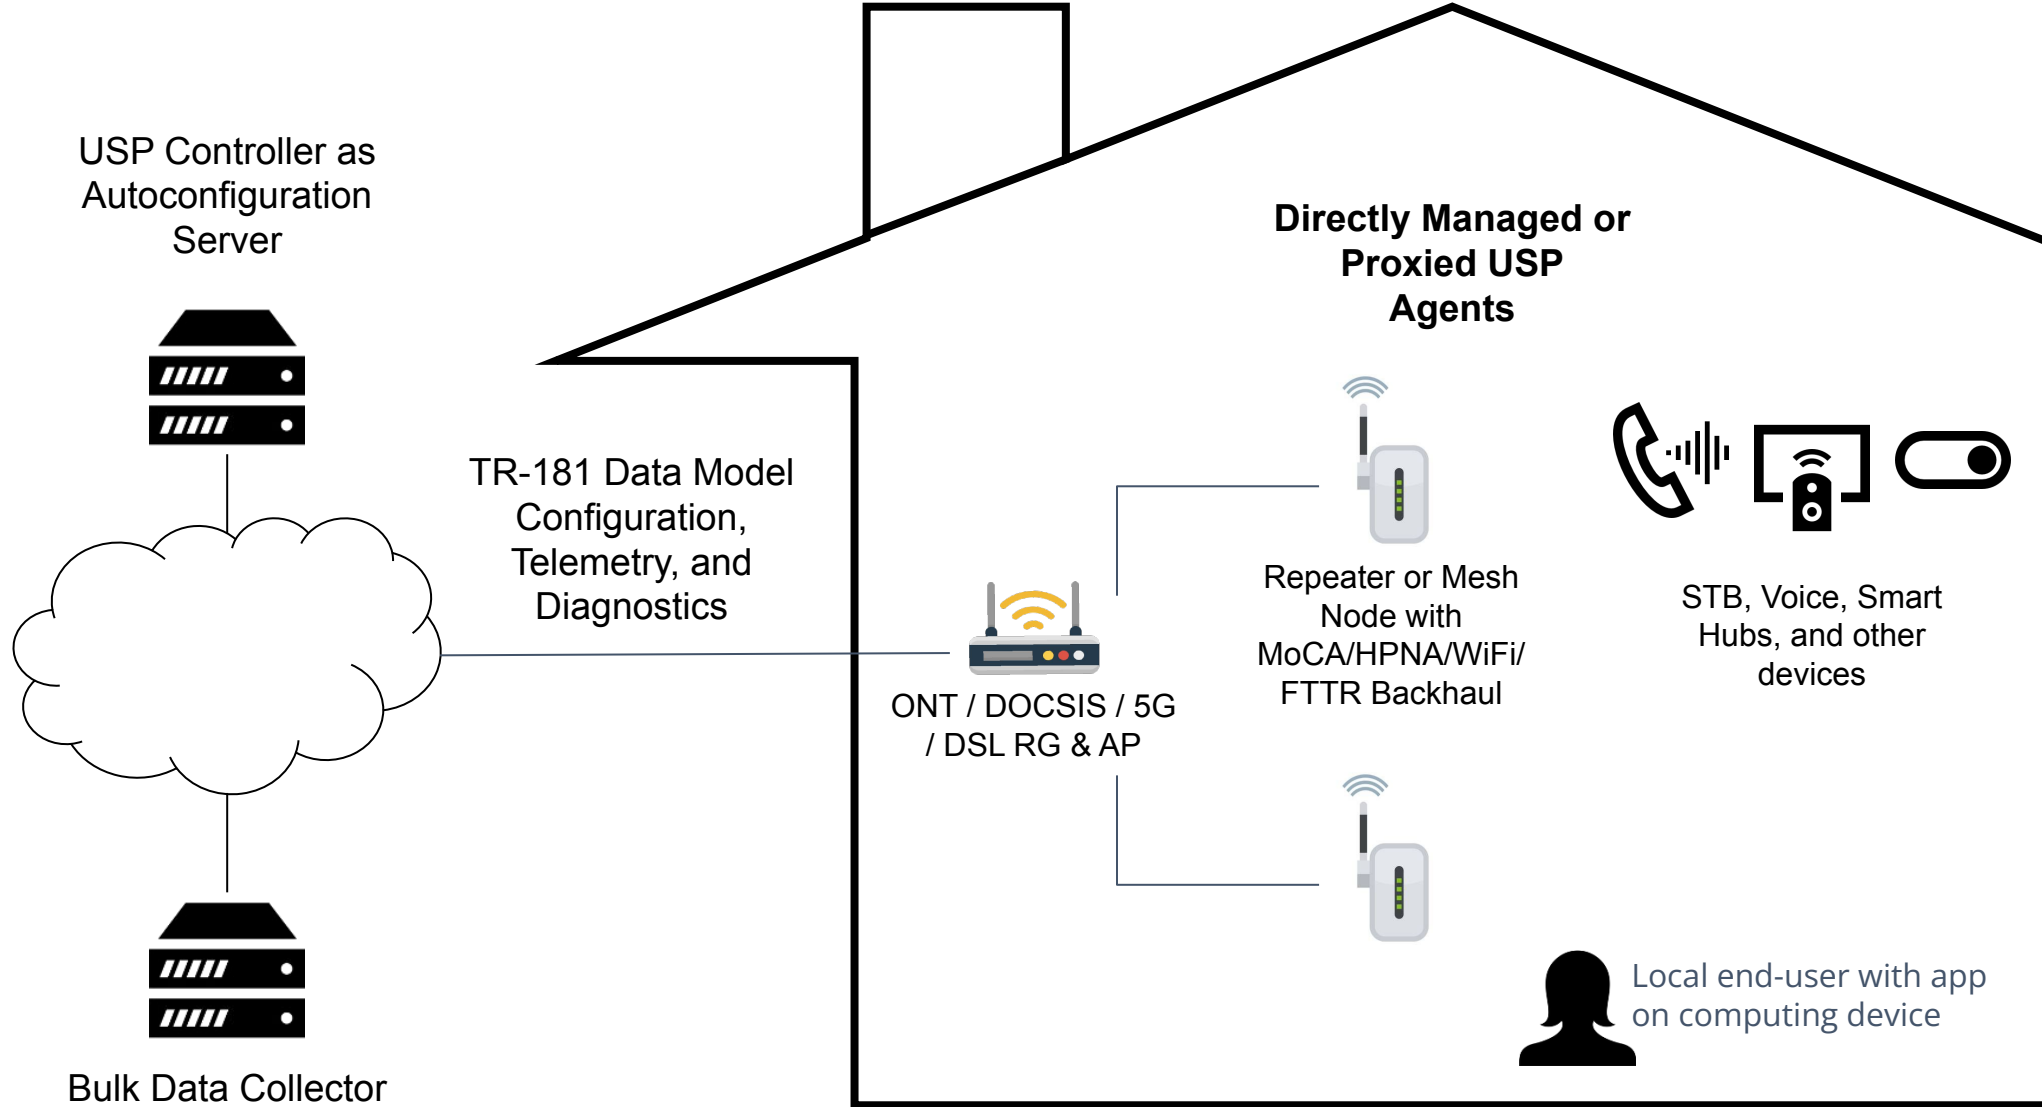 USP Controller as
Autoconfiguration
Server
Directly Managed or
Proxied USP
Agents
TR-181 Data Model
Configuration,
Telemetry, and
Diagnostics
Repeater or Mesh
Node with
MoCA/HPNA/WiFi/
FTTR Backhaul
STB, Voice, Smart
Hubs, and other
devices
ONT / DOCSIS / 5G
/ DSL RG & AP
Local end-user with app
on computing device
Bulk Data Collector